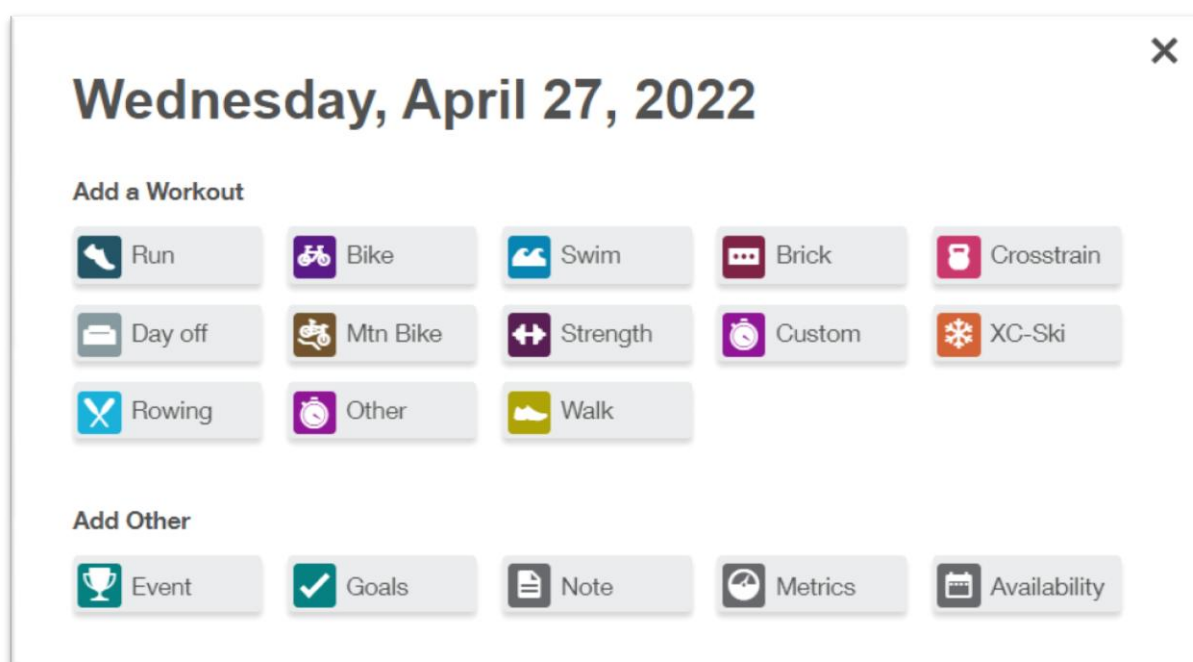 Wednesday, April 27, 2022
Add a Workout
Run Bike Swim Brick Crosstrain
Day off Mtn Bike Strength Custom XC-Ski
Rowing Other Walk
Add Other
Event Goals Note Metrics Availability